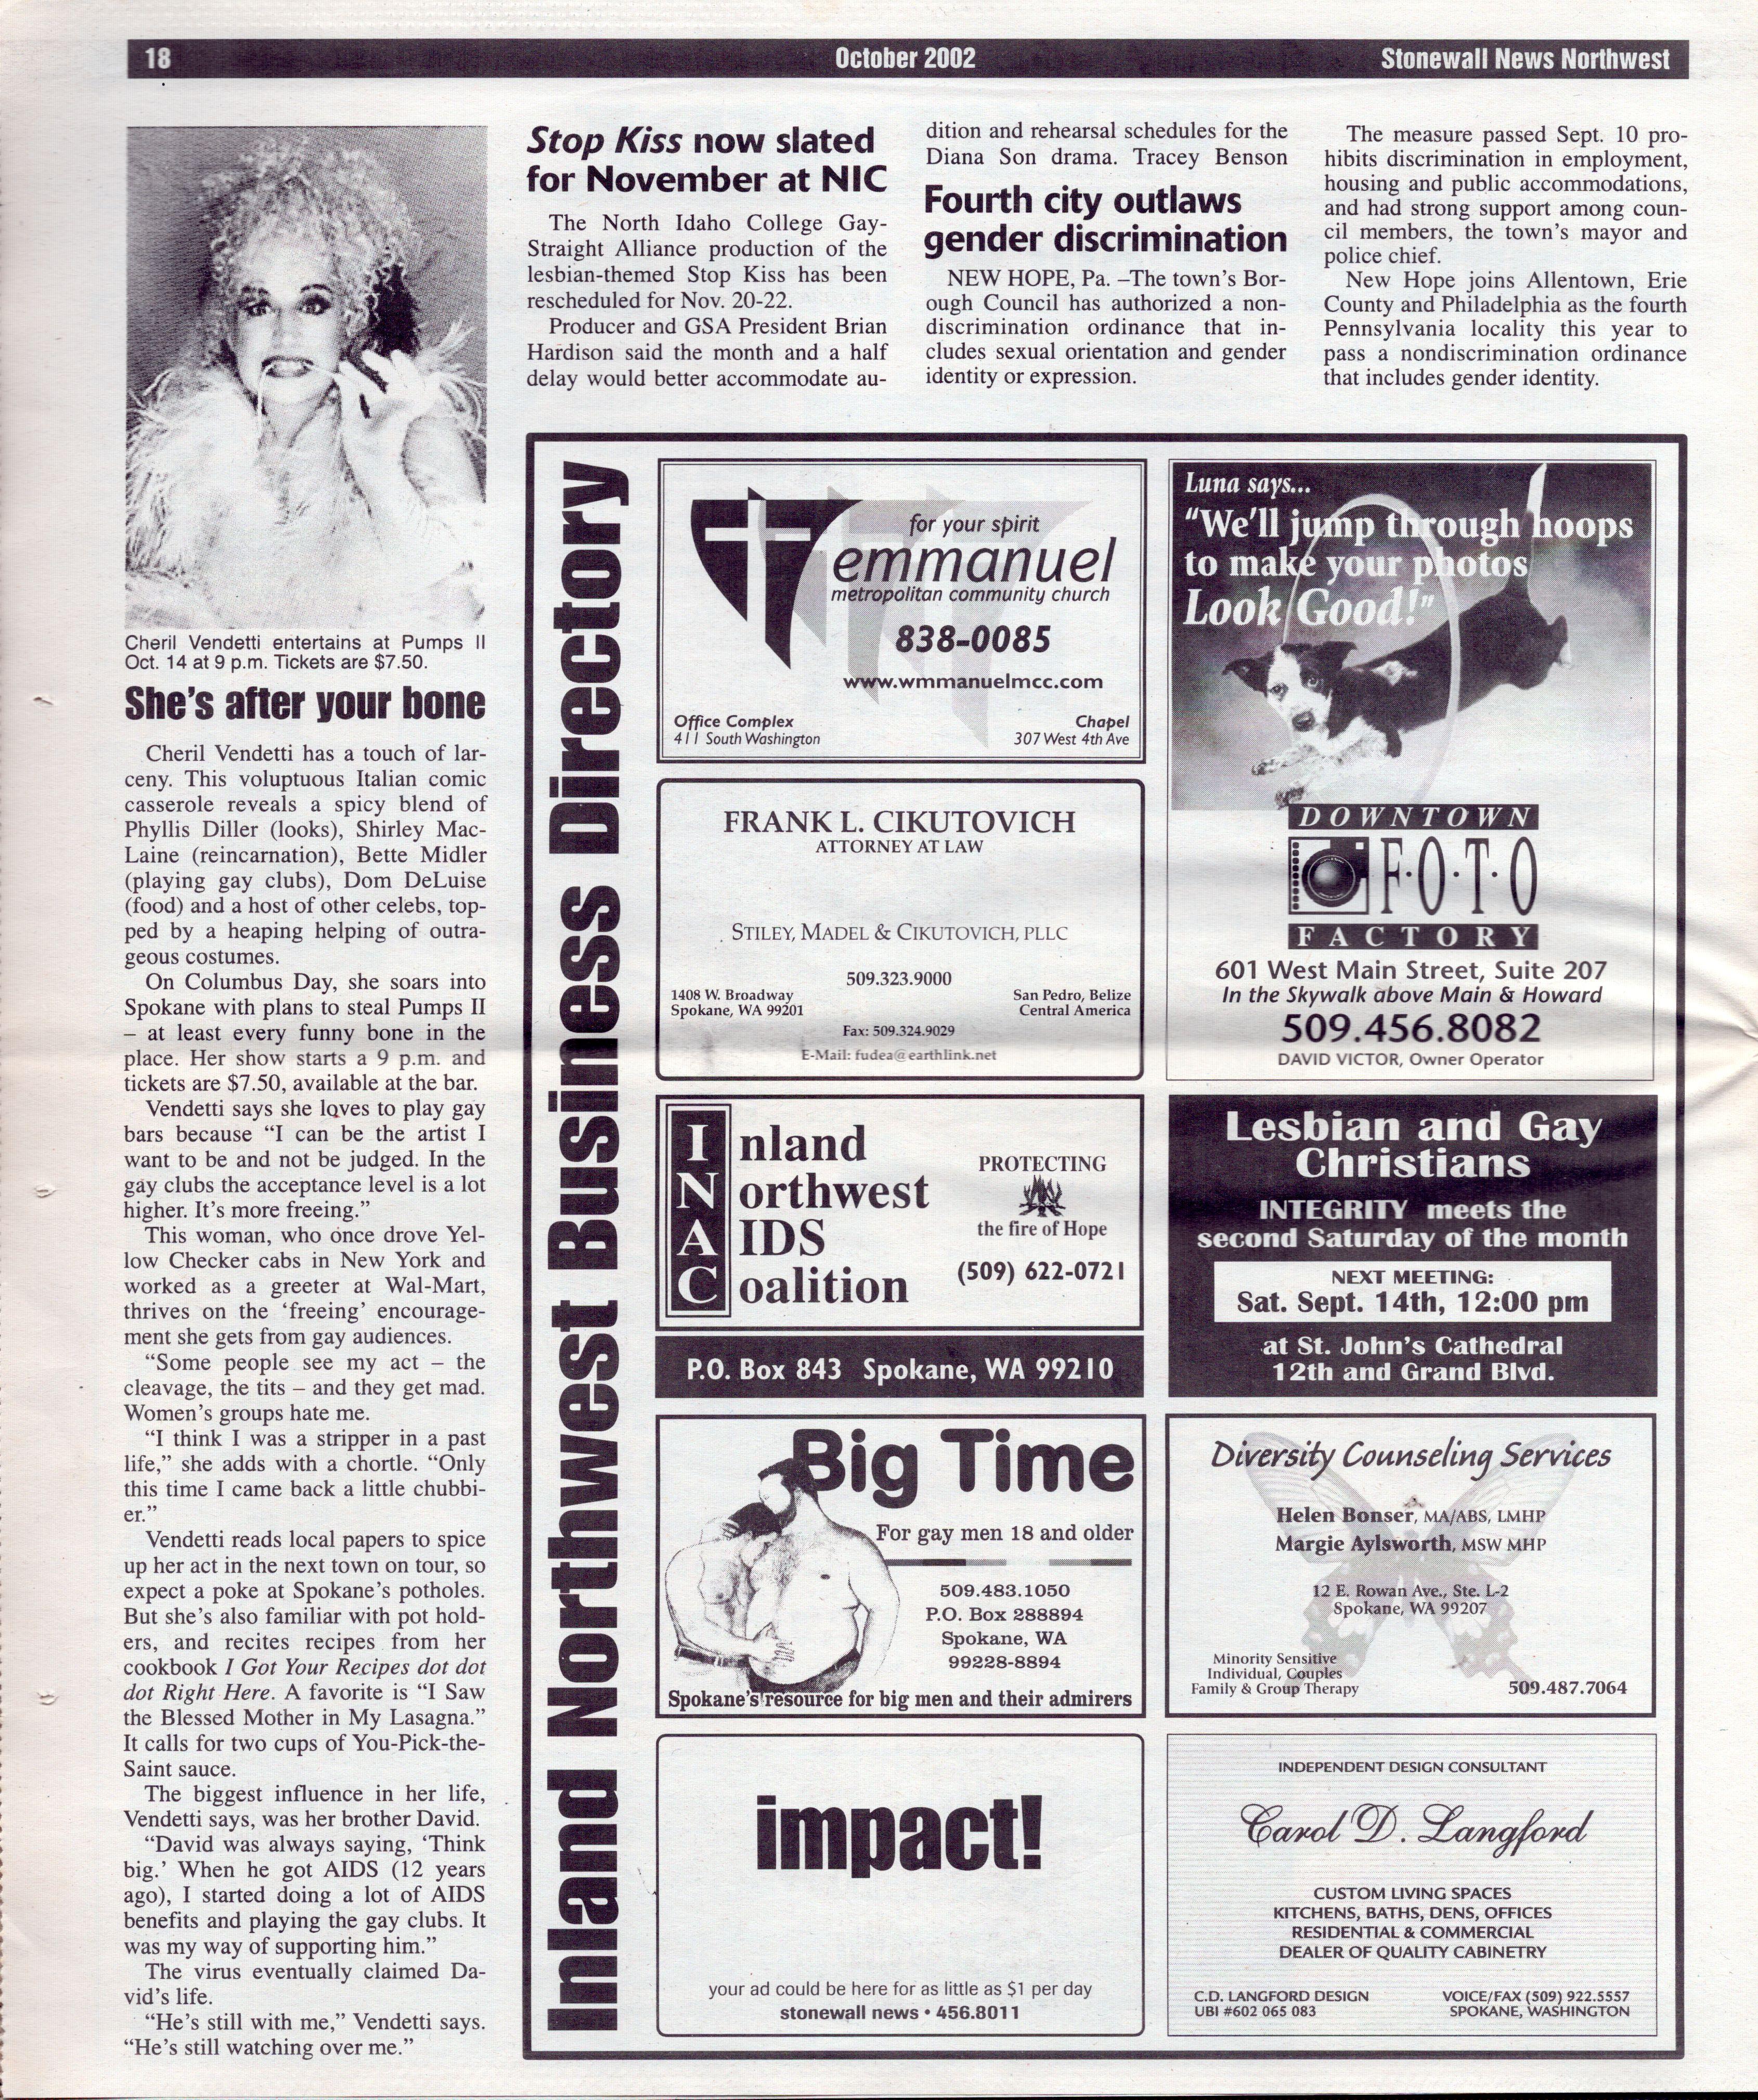 18
October 2002
Stonewall News Northwest
Cheril Vendetti entertains at Pumps II
Oct. 14 at 9 p.m. Tickets are $7.50.
She's after your bone
Cheril Vendetti has a touch of lar-
ceny. This voluptuous Italian comic
casserole reveals a spicy blend of
Phyllis Diller (looks), Shirley Mac-
Laine (reincarnation), Bette Midler
(playing gay clubs), Dom DeLuise
(food) and a host of other celebs, top-
ped by a heaping helping of outra-
geous costumes.
On Columbus Day, she soars into
Spokane with plans to steal Pumps II
– at least every funny bone in the
place. Her show starts a 9 p.m. and
tickets are $7.50, available at the bar.
Vendetti says she loves to play gay
bars because “I can be the artist I
want to be and not be judged. In the
gay clubs the acceptance level is a lot
higher. It's more freeing.”
This woman, who once drove Yel-
low Checker cabs in New York and
worked as a greeter at Wal-Mart,
thrives on the ‘freeing’ encourage-
ment she gets from gay audiences.
“Some people see my act – the
cleavage, the tits – and they get mad.
Women's groups hate me.
“I think I was a stripper in a past
life,” she adds with a chortle. “Only
this time I came back a little chubbi-
er.”
Vendetti reads local papers to spice
up her act in the next town on tour, so
expect a poke at Spokane's potholes.
But she's also familiar with pot hold-
ers, and recites recipes from her
cookbook I Got Your Recipes dot dot
dot Right Here. A favorite is “I Saw
the Blessed Mother in My Lasagna.”
It calls for two cups of You-Pick-the-
Saint sauce.
The biggest influence in her life,
Vendetti says, was her brother David.
“David was always saying, ‘Think
big.’ When he got AIDS (12 years
ago), I started doing a lot of AIDS
benefits and playing the gay clubs. It
was my way of supporting him.”
The virus eventually claimed Da-
vid's life.
“He's still with me,” Vendetti says.
“He's still watching over me.”
Stop Kiss now slated
for November at NIC
The North Idaho College Gay-
Straight Alliance production of the
lesbian-themed Stop Kiss has been
rescheduled for Nov. 20-22.
Producer and GSA President Brian
Hardison said the month and a half
delay would better accommodate au-
dition and rehearsal schedules for the
Diana Son drama. Tracey Benson
Fourth city outlaws
gender discrimination
NEW HOPE, Pa. –The town's Bor-
ough Council has authorized a non-
discrimination ordinance that in-
cludes sexual orientation and gender
identity or expression.
The measure passed Sept. 10 pro-
hibits discrimination in employment,
housing and public accommodations,
and had strong support among coun-
cil members, the town's mayor and
police chief.
New Hope joins Allentown, Erie
County and Philadelphia as the fourth
Pennsylvania locality this year to
pass a nondiscrimination ordinance
that includes gender identity.
Inland Northwest Business Directory
for your spirit
emmanuel
metropolitan community church
838-0085
www.wmmanuelmcc.com
Office Complex
411 South Washington
Chapel
307 West 4th Ave
Luna says...
“We'll jump through hoops
to make your photos
Look Good!”
DOWNTOWN
F·O·T·O
FACTORY
601 West Main Street, Suite 207
In the Skywalk above Main & Howard
509.456.8082
DAVID VICTOR, Owner Operator
FRANK L. CIKUTOVICH
ATTORNEY AT LAW
STILEY, MADEL & CIKUTOVICH, PLLC
509.323.9000
1408 W. Broadway
Spokane, WA 99201
San Pedro, Belize
Central America
Fax: 509.324.9029
E-Mail: fudea@earthlink.net
Inland
Northwest
AIDS
Coalition
PROTECTING
the fire of Hope
(509) 622-0721
P.O. Box 843 Spokane, WA 99210
Lesbian and Gay
Christians
INTEGRITY meets the
second Saturday of the month
NEXT MEETING:
Sat. Sept. 14th, 12:00 pm
at St. John's Cathedral
12th and Grand Blvd.
Big Time
For gay men 18 and older
509.483.1050
P.O. Box 288894
Spokane, WA
99228-8894
Spokane's resource for big men and their admirers
Diversity Counseling Services
Helen Bonser, MA/ABS, LMHP
Margie Aylsworth, MSW MHP
12 E. Rowan Ave., Ste. L-2
Spokane, WA 99207
Minority Sensitive
Individual, Couples
Family & Group Therapy
509.487.7064
impact!
your ad could be here for as little as $1 per day
stonewall news • 456.8011
INDEPENDENT DESIGN CONSULTANT
Carol D. Langford
CUSTOM LIVING SPACES
KITCHENS, BATHS, DENS, OFFICES
RESIDENTIAL & COMMERCIAL
DEALER OF QUALITY CABINETRY
C.D. LANGFORD DESIGN
UBI #602 065 083
VOICE/FAX (509) 922.5557
SPOKANE, WASHINGTON